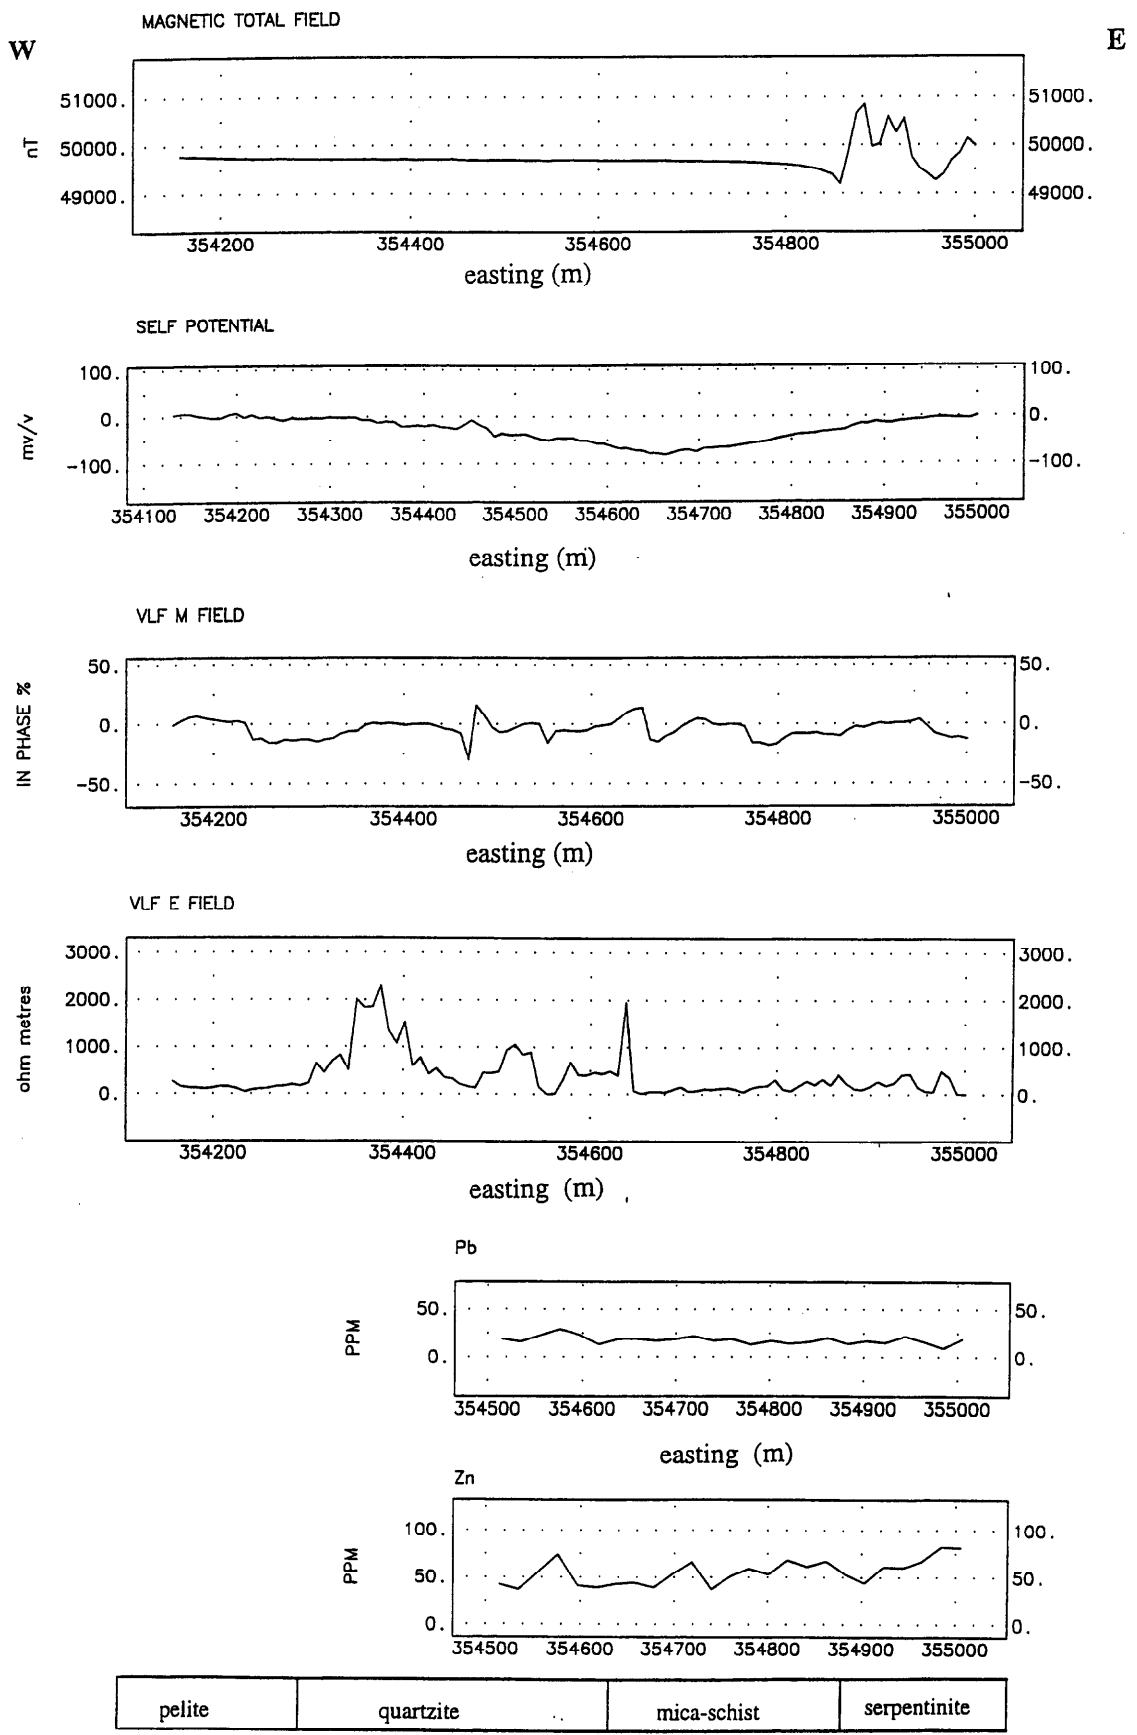 MAGNETIC TOTAL FIELD
W E
51000. 51000.
nT
50000. 50000.
49000. 49000.
354200 354400 354600 354800 355000
easting (m)
SELF POTENTIAL
100. 100.
mv/v
0. 0.
-100. -100.
354100 354200 354300 354400 354500 354600 354700 354800 354900 355000
easting (m)
VLF M FIELD
50. 50.
IN PHASE %
0. 0.
-50. -50.
354200 354400 354600 354800 355000
easting (m)
VLF E FIELD
3000. 3000.
ohm metres
2000. 2000.
1000. 1000.
0. 0.
354200 354400 354600 354800 355000
easting (m)
Pb
50. 50.
PPM
0. 0.
354500 354600 354700 354800 354900 355000
easting (m)
Zn
100. 100.
PPM
50. 50.
0. 0.
354500 354600 354700 354800 354900 355000
pelite quartzite mica-schist serpentinite